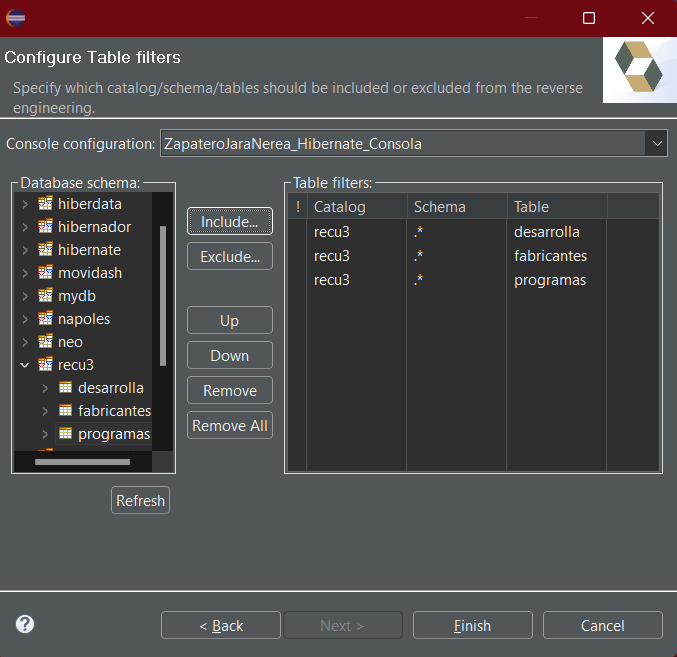 Configure Table filters
Specify which catalog/schema/tables should be included or excluded from the reverse
engineering.
Console configuration: ZapateroJaraNerea_Hibernate_Consola
Database schema:
hiberdata
hibernador
hibernate
movidash
mydb
napoles
neo
recu3
desarrolla
fabricantes
programas
Refresh
Include...
Exclude...
Up
Down
Remove
Remove All
Table filters:
! Catalog Schema Table
recu3 .* desarrolla
recu3 .* fabricantes
recu3 .* programas
?
< Back Next > Finish Cancel